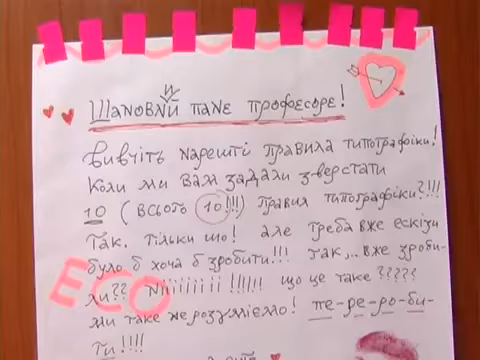 Шановний пане професоре!
Вивчіть нарешті правила типографіки!
Коли ми вам задали зверстати
10 (всього 10!!!) правил типографіки?!!!
Так. Тільки що! але треба вже ескізи
було б хоча б зробити!!! так,.. вже зроби-
ли?? Ніііііііі !!!!!! що це таке ?????
ми таке не розуміємо! пе-ре-ро-би-
ти!!!!
ECO